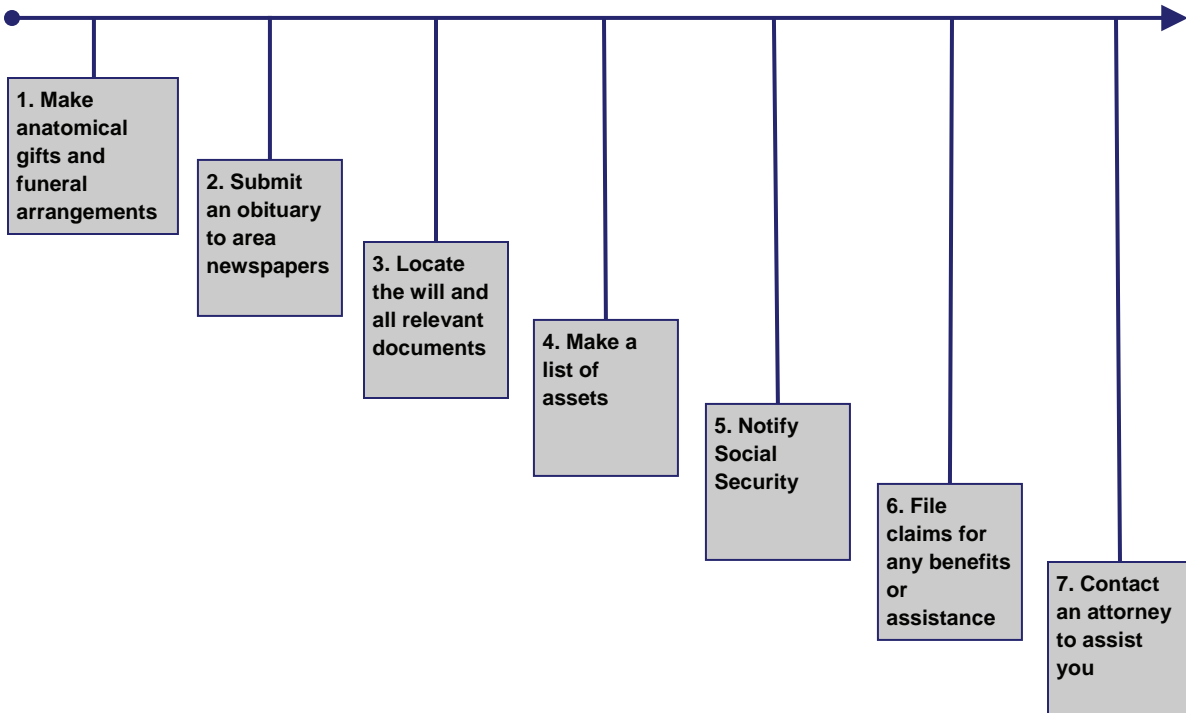 1. Make
anatomical
gifts and
funeral
arrangements
2. Submit
an obituary
to area
newspapers
3. Locate
the will and
all relevant
documents
4. Make a
list of
assets
5. Notify
Social
Security
6. File
claims for
any benefits
or
assistance
7. Contact
an attorney
to assist
you